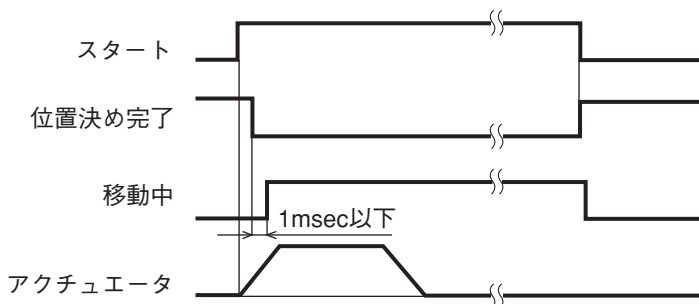 スタート
位置決め完了
移動中
1msec以下
アクチュエータ